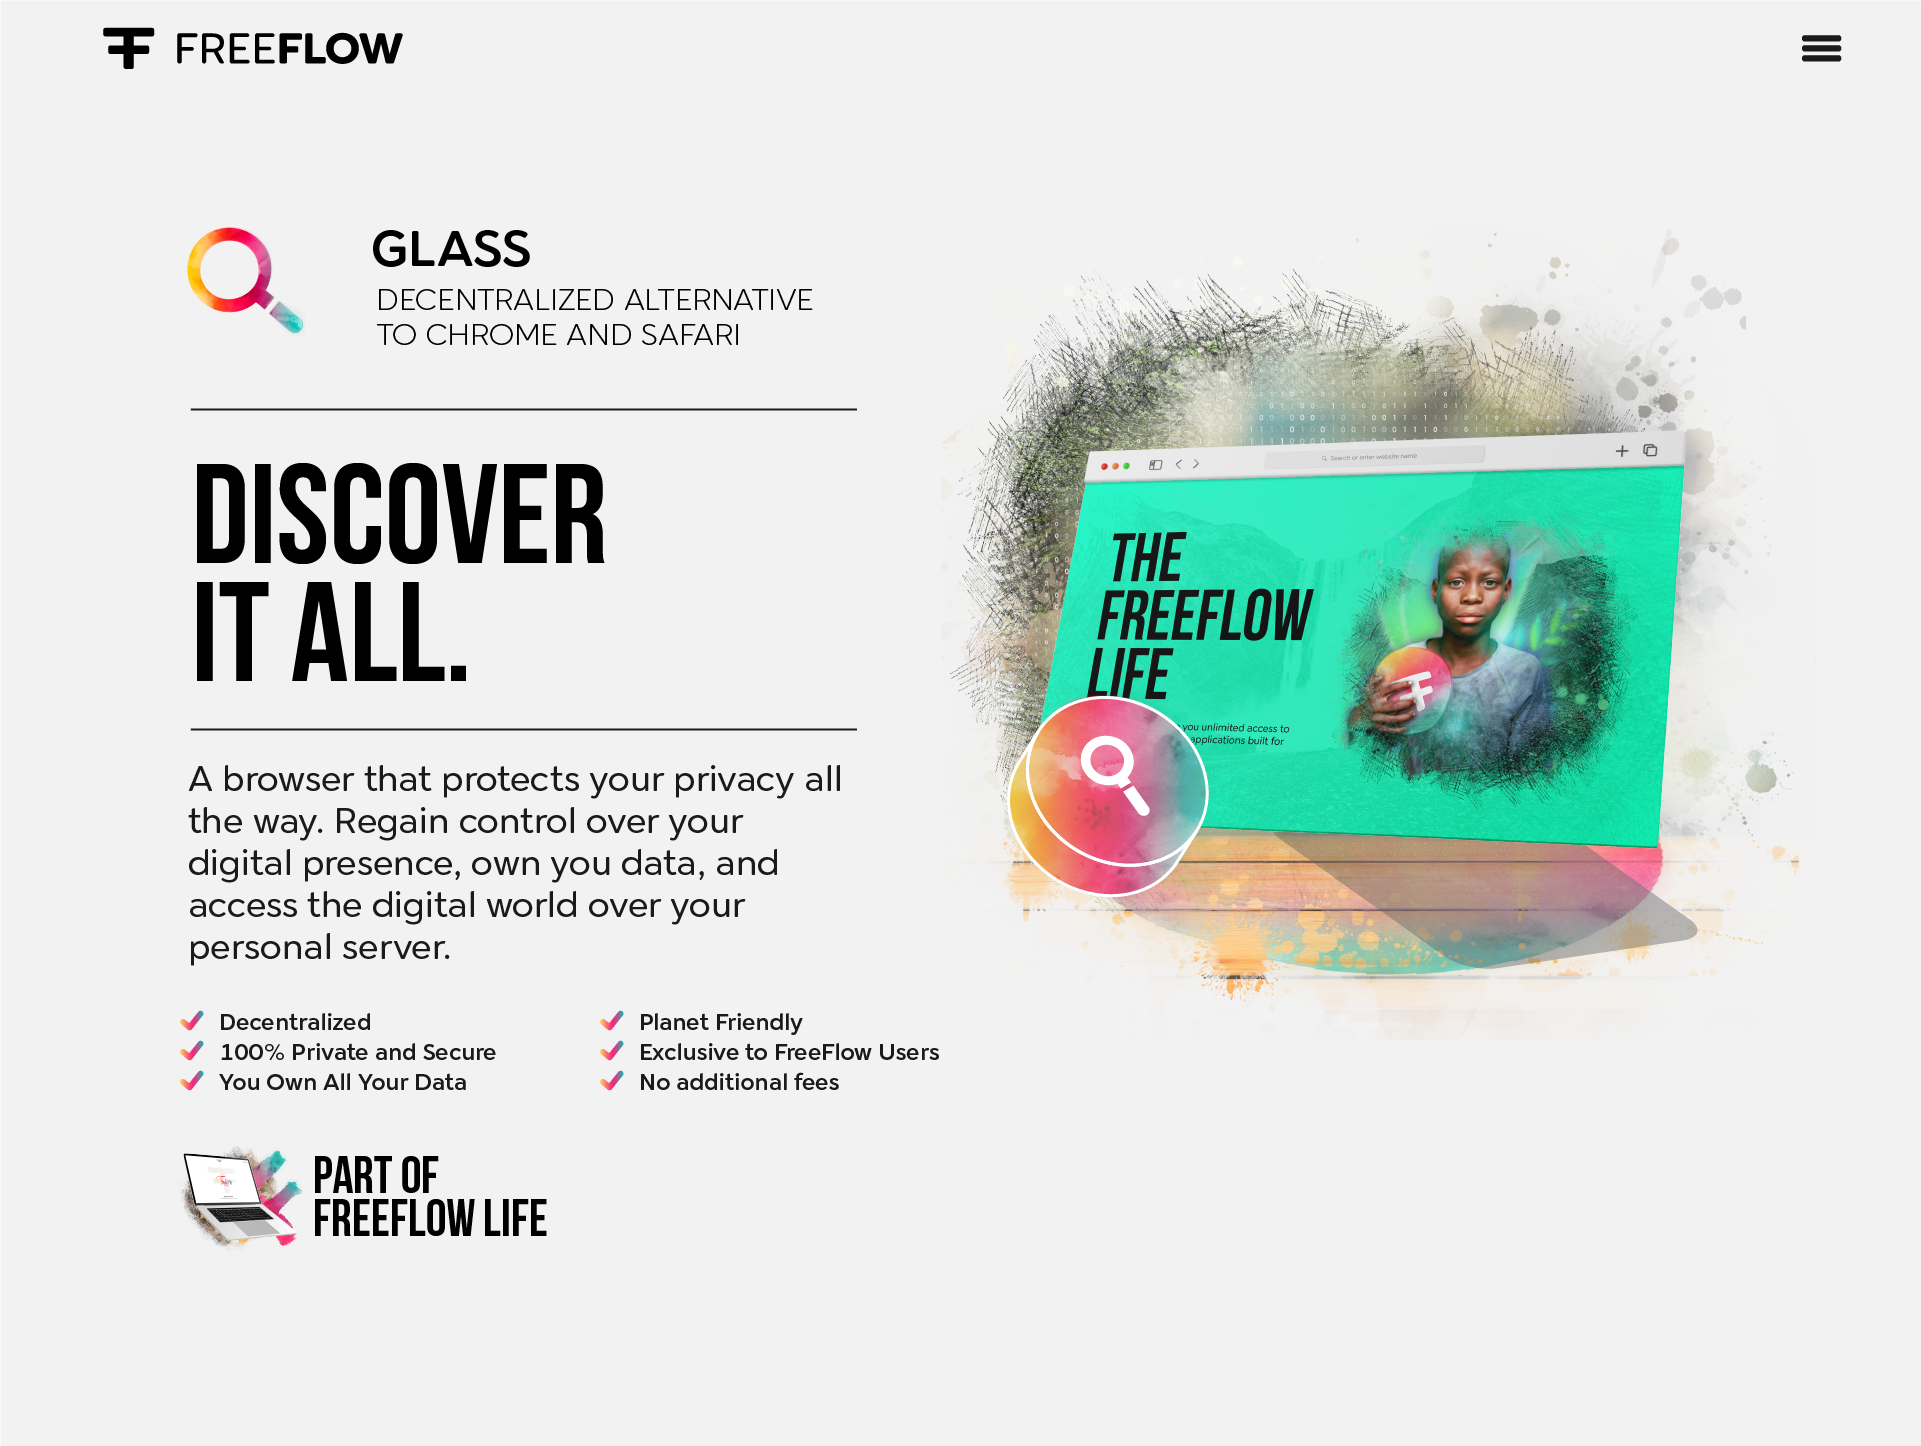 FREEFLOW
GLASS
DECENTRALIZED ALTERNATIVE
TO CHROME AND SAFARI
DISCOVER
IT ALL.
A browser that protects your privacy all
the way. Regain control over your
digital presence, own you data, and
access the digital world over your
personal server.
Decentralized
100% Private and Secure
You Own All Your Data
Planet Friendly
Exclusive to FreeFlow Users
No additional fees
PART OF
FREEFLOW LIFE
Search or enter website name
THE
FREEFLOW
LIFE
you unlimited access to
applications built for